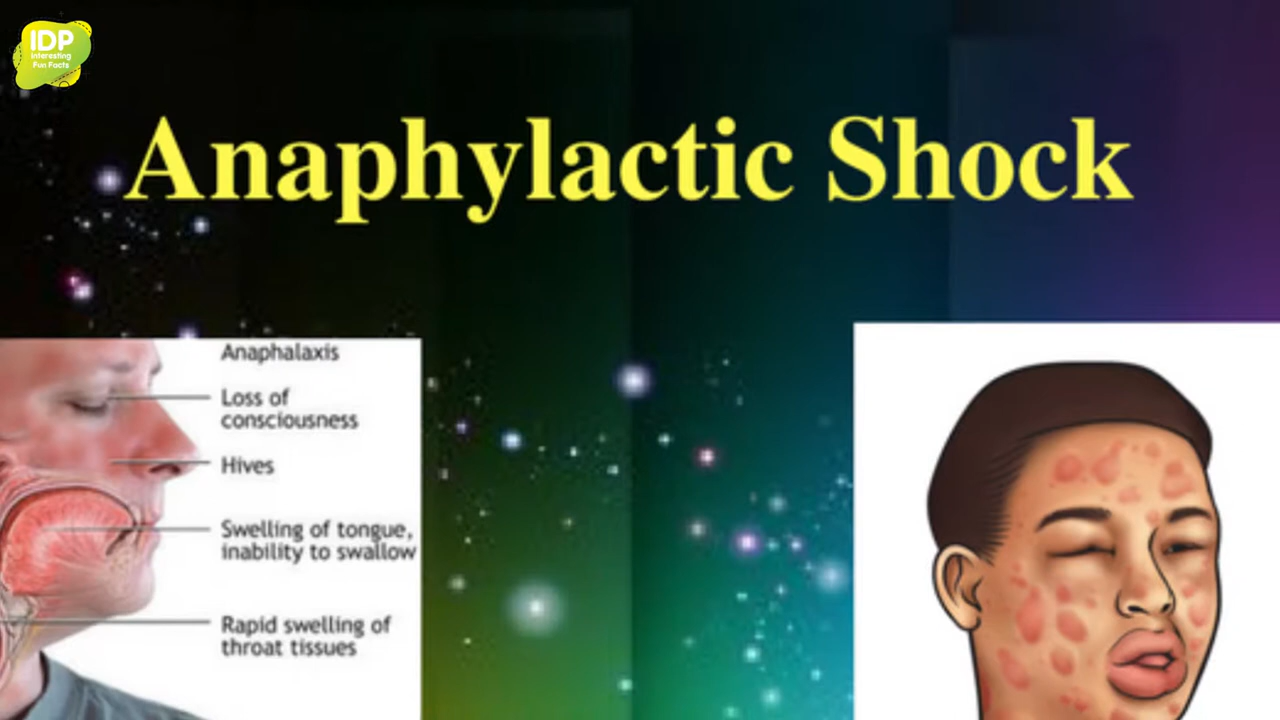 IDP
Interesting
Fun Facts
Anaphylactic Shock
Anaphalaxis
Loss of
consciousness
Hives
Swelling of tongue,
inability to swallow
Rapid swelling of
throat tissues